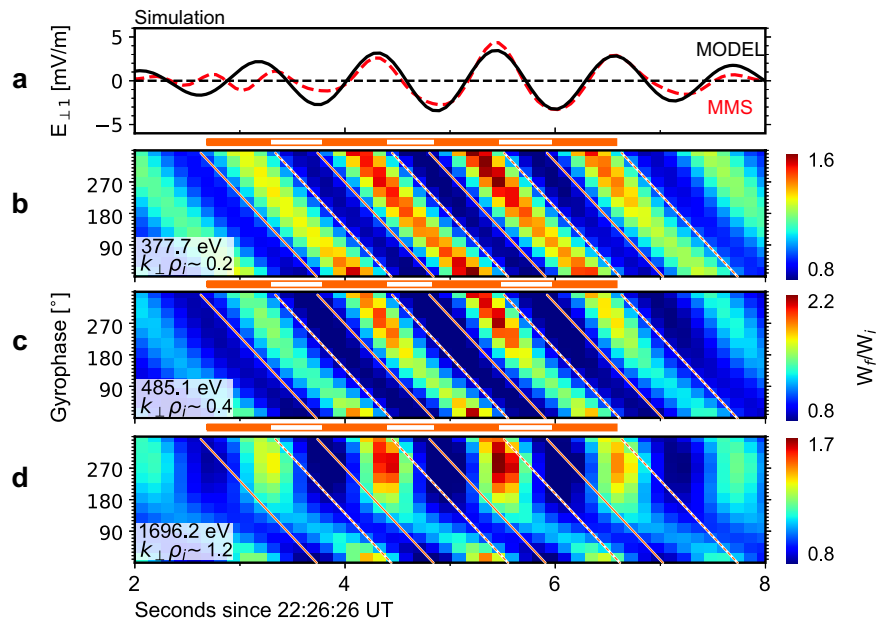 Simulation
a
E⊥1 [mV/m]
5
0
−5
MODEL
MMS
b
270
180
90
377.7 eV
k⊥ρi~ 0.2
1.6
0.8
c
Gyrophase [°]
270
180
90
485.1 eV
k⊥ρi~ 0.4
2.2
0.8
Wf/Wi
d
270
180
90
1696.2 eV
k⊥ρi~ 1.2
1.7
0.8
2 4 6 8
Seconds since 22:26:26 UT